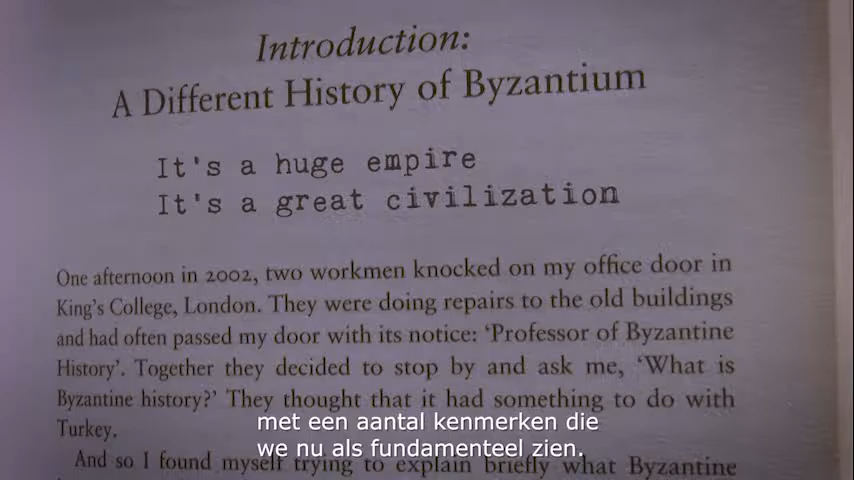 Introduction:
A Different History of Byzantium
It's a huge empire
It's a great civilization
One afternoon in 2002, two workmen knocked on my office door in
King's College, London. They were doing repairs to the old buildings
and had often passed my door with its notice: 'Professor of Byzantine
History'. Together they decided to stop by and ask me, 'What is
Byzantine history?' They thought that it had something to do with
Turkey.
And so I found myself trying to explain briefly what Byzantine
met een aantal kenmerken die
we nu als fundamenteel zien.